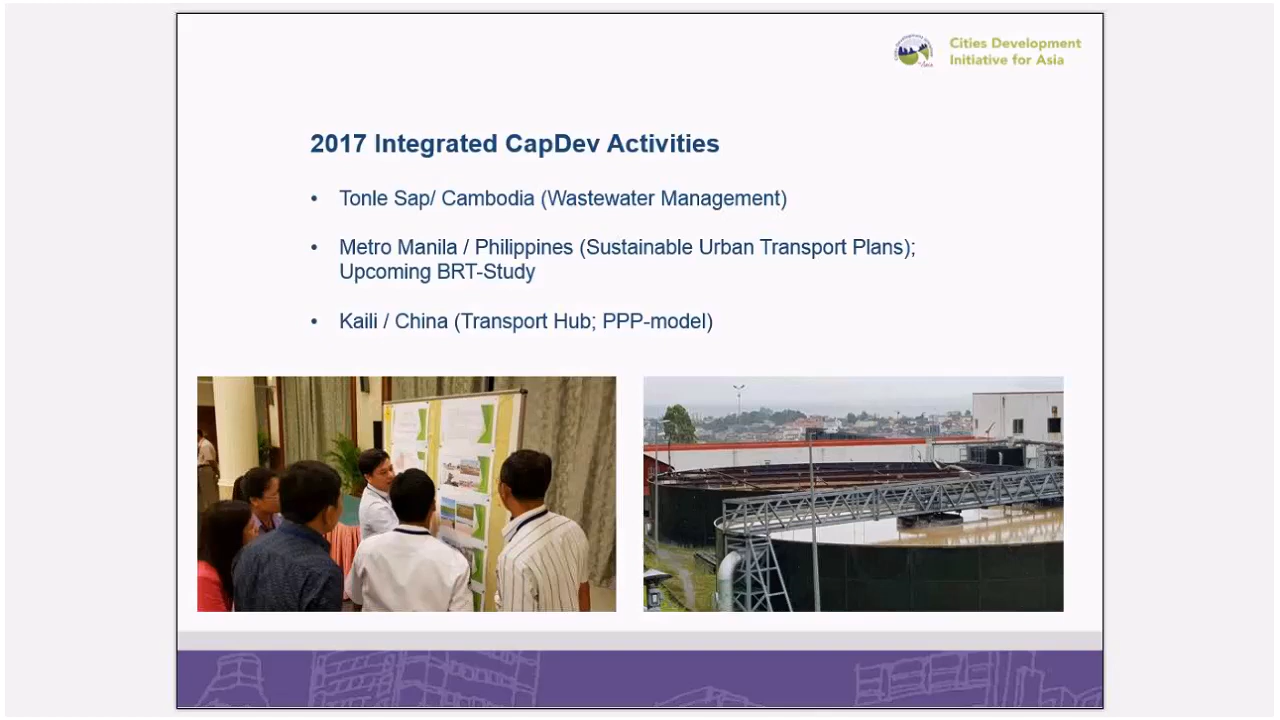 Cities Development
Initiative for Asia
2017 Integrated CapDev Activities
• Tonle Sap/ Cambodia (Wastewater Management)
• Metro Manila / Philippines (Sustainable Urban Transport Plans);
Upcoming BRT-Study
• Kaili / China (Transport Hub; PPP-model)